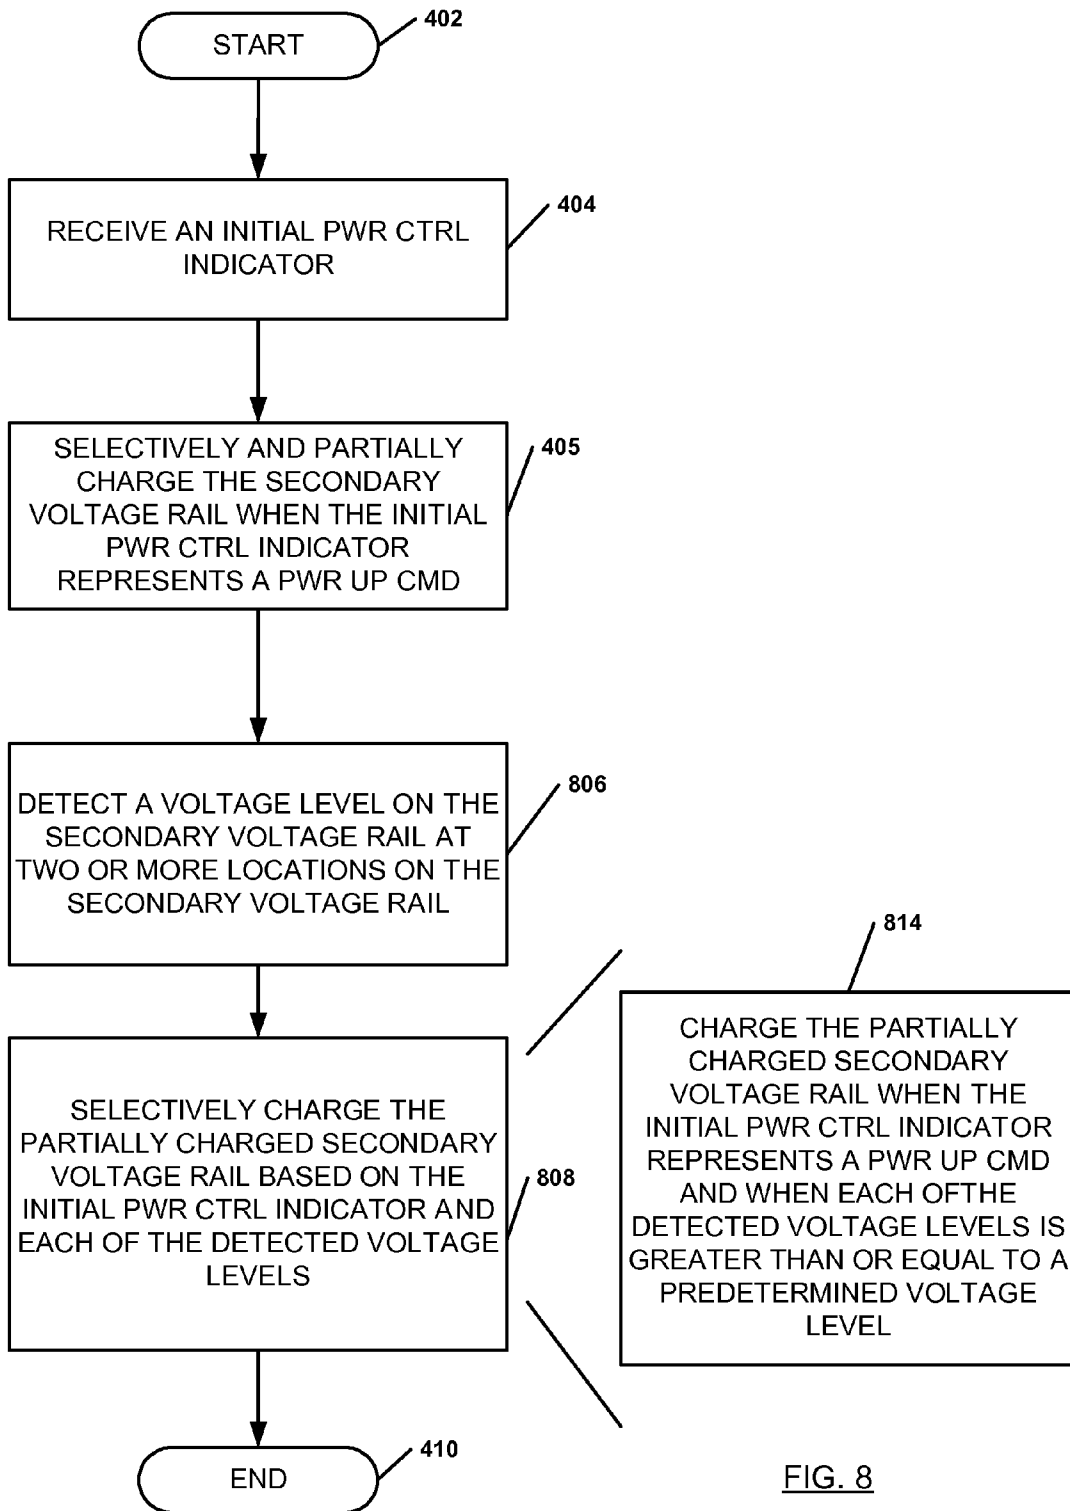 START
402
RECEIVE AN INITIAL PWR CTRL
INDICATOR
404
SELECTIVELY AND PARTIALLY
CHARGE THE SECONDARY
VOLTAGE RAIL WHEN THE INITIAL
PWR CTRL INDICATOR
REPRESENTS A PWR UP CMD
405
DETECT A VOLTAGE LEVEL ON THE
SECONDARY VOLTAGE RAIL AT
TWO OR MORE LOCATIONS ON THE
SECONDARY VOLTAGE RAIL
806
SELECTIVELY CHARGE THE
PARTIALLY CHARGED SECONDARY
VOLTAGE RAIL BASED ON THE
INITIAL PWR CTRL INDICATOR AND
EACH OF THE DETECTED VOLTAGE
LEVELS
808
814
CHARGE THE PARTIALLY
CHARGED SECONDARY
VOLTAGE RAIL WHEN THE
INITIAL PWR CTRL INDICATOR
REPRESENTS A PWR UP CMD
AND WHEN EACH OFTHE
DETECTED VOLTAGE LEVELS IS
GREATER THAN OR EQUAL TO A
PREDETERMINED VOLTAGE
LEVEL
END
410
FIG. 8